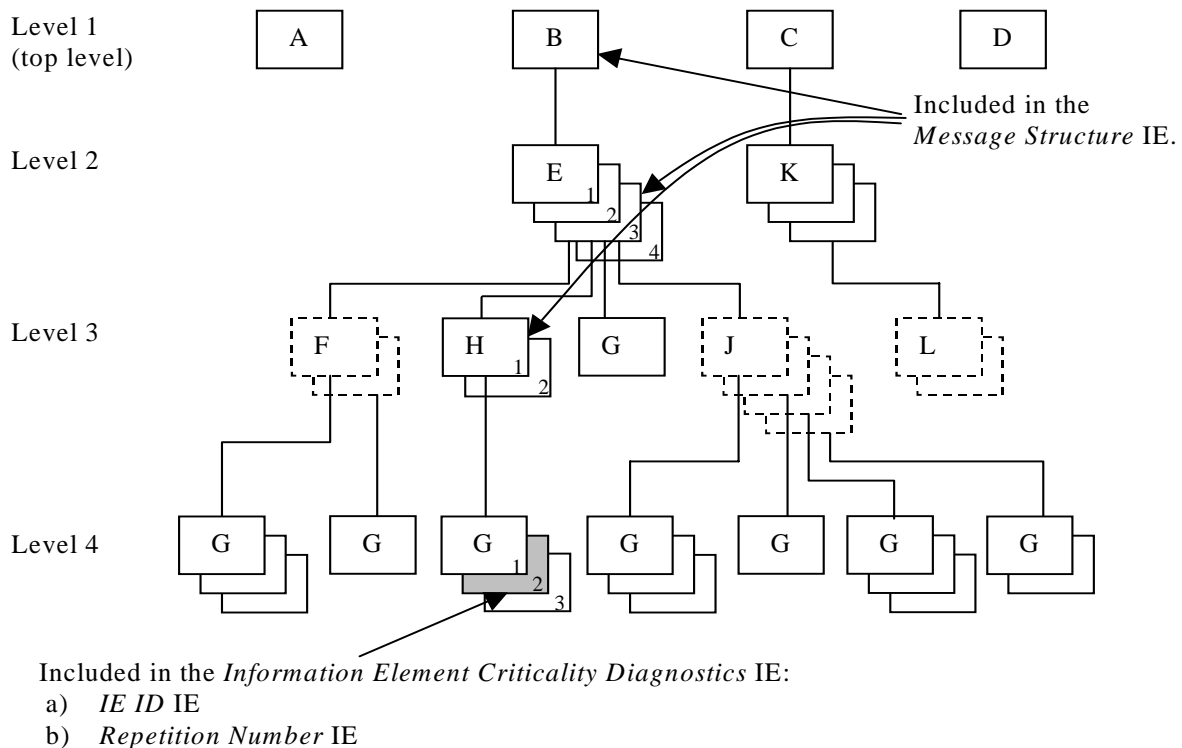 Level 1
(top level)
A
B
C
D
Included in the
Message Structure IE.
Level 2
E
1
2
3
4
K
Level 3
F
H
1
2
G
J
L
Level 4
G
G
G
1
2
3
G
G
G
G
Included in the Information Element Criticality Diagnostics IE:
a) IE ID IE
b) Repetition Number IE